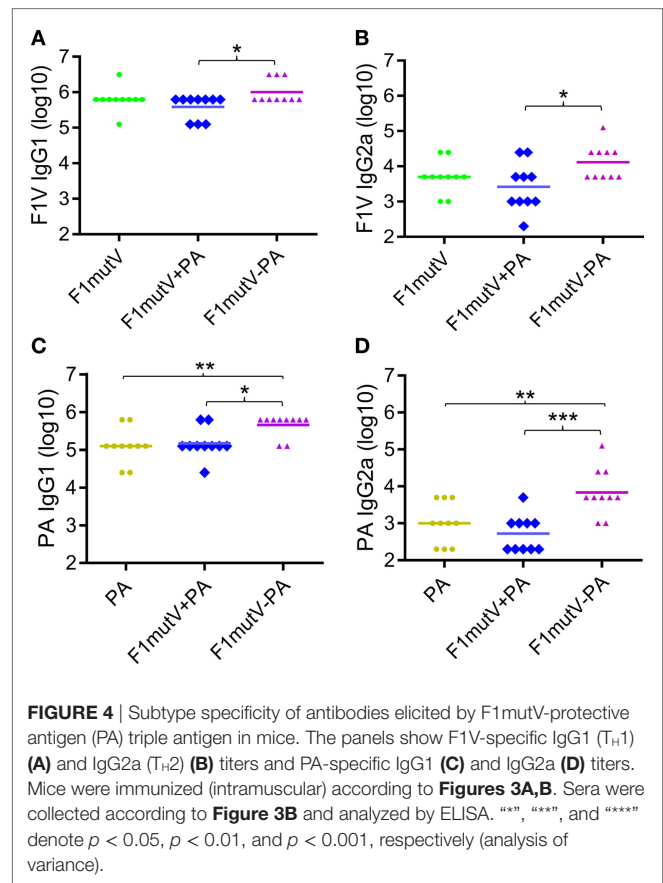 A
F1V IgG1 (log10)
7
6
5
4
3
2
*
F1mutV
F1mutV+PA
F1mutV-PA
B
F1V IgG2a (log10)
7
6
5
4
3
2
*
F1mutV
F1mutV+PA
F1mutV-PA
C
PA IgG1 (log10)
7
6
5
4
3
2
**
*
PA
F1mutV+PA
F1mutV-PA
D
PA IgG2a (log10)
7
6
5
4
3
2
**
***
PA
F1mutV+PA
F1mutV-PA
FIGURE 4 | Subtype specificity of antibodies elicited by F1mutV-protective
antigen (PA) triple antigen in mice. The panels show F1V-specific IgG1 (TH1)
(A) and IgG2a (TH2) (B) titers and PA-specific IgG1 (C) and IgG2a (D) titers.
Mice were immunized (intramuscular) according to Figures 3A,B. Sera were
collected according to Figure 3B and analyzed by ELISA. “*”, “**”, and “***”
denote p < 0.05, p < 0.01, and p < 0.001, respectively (analysis of
variance).